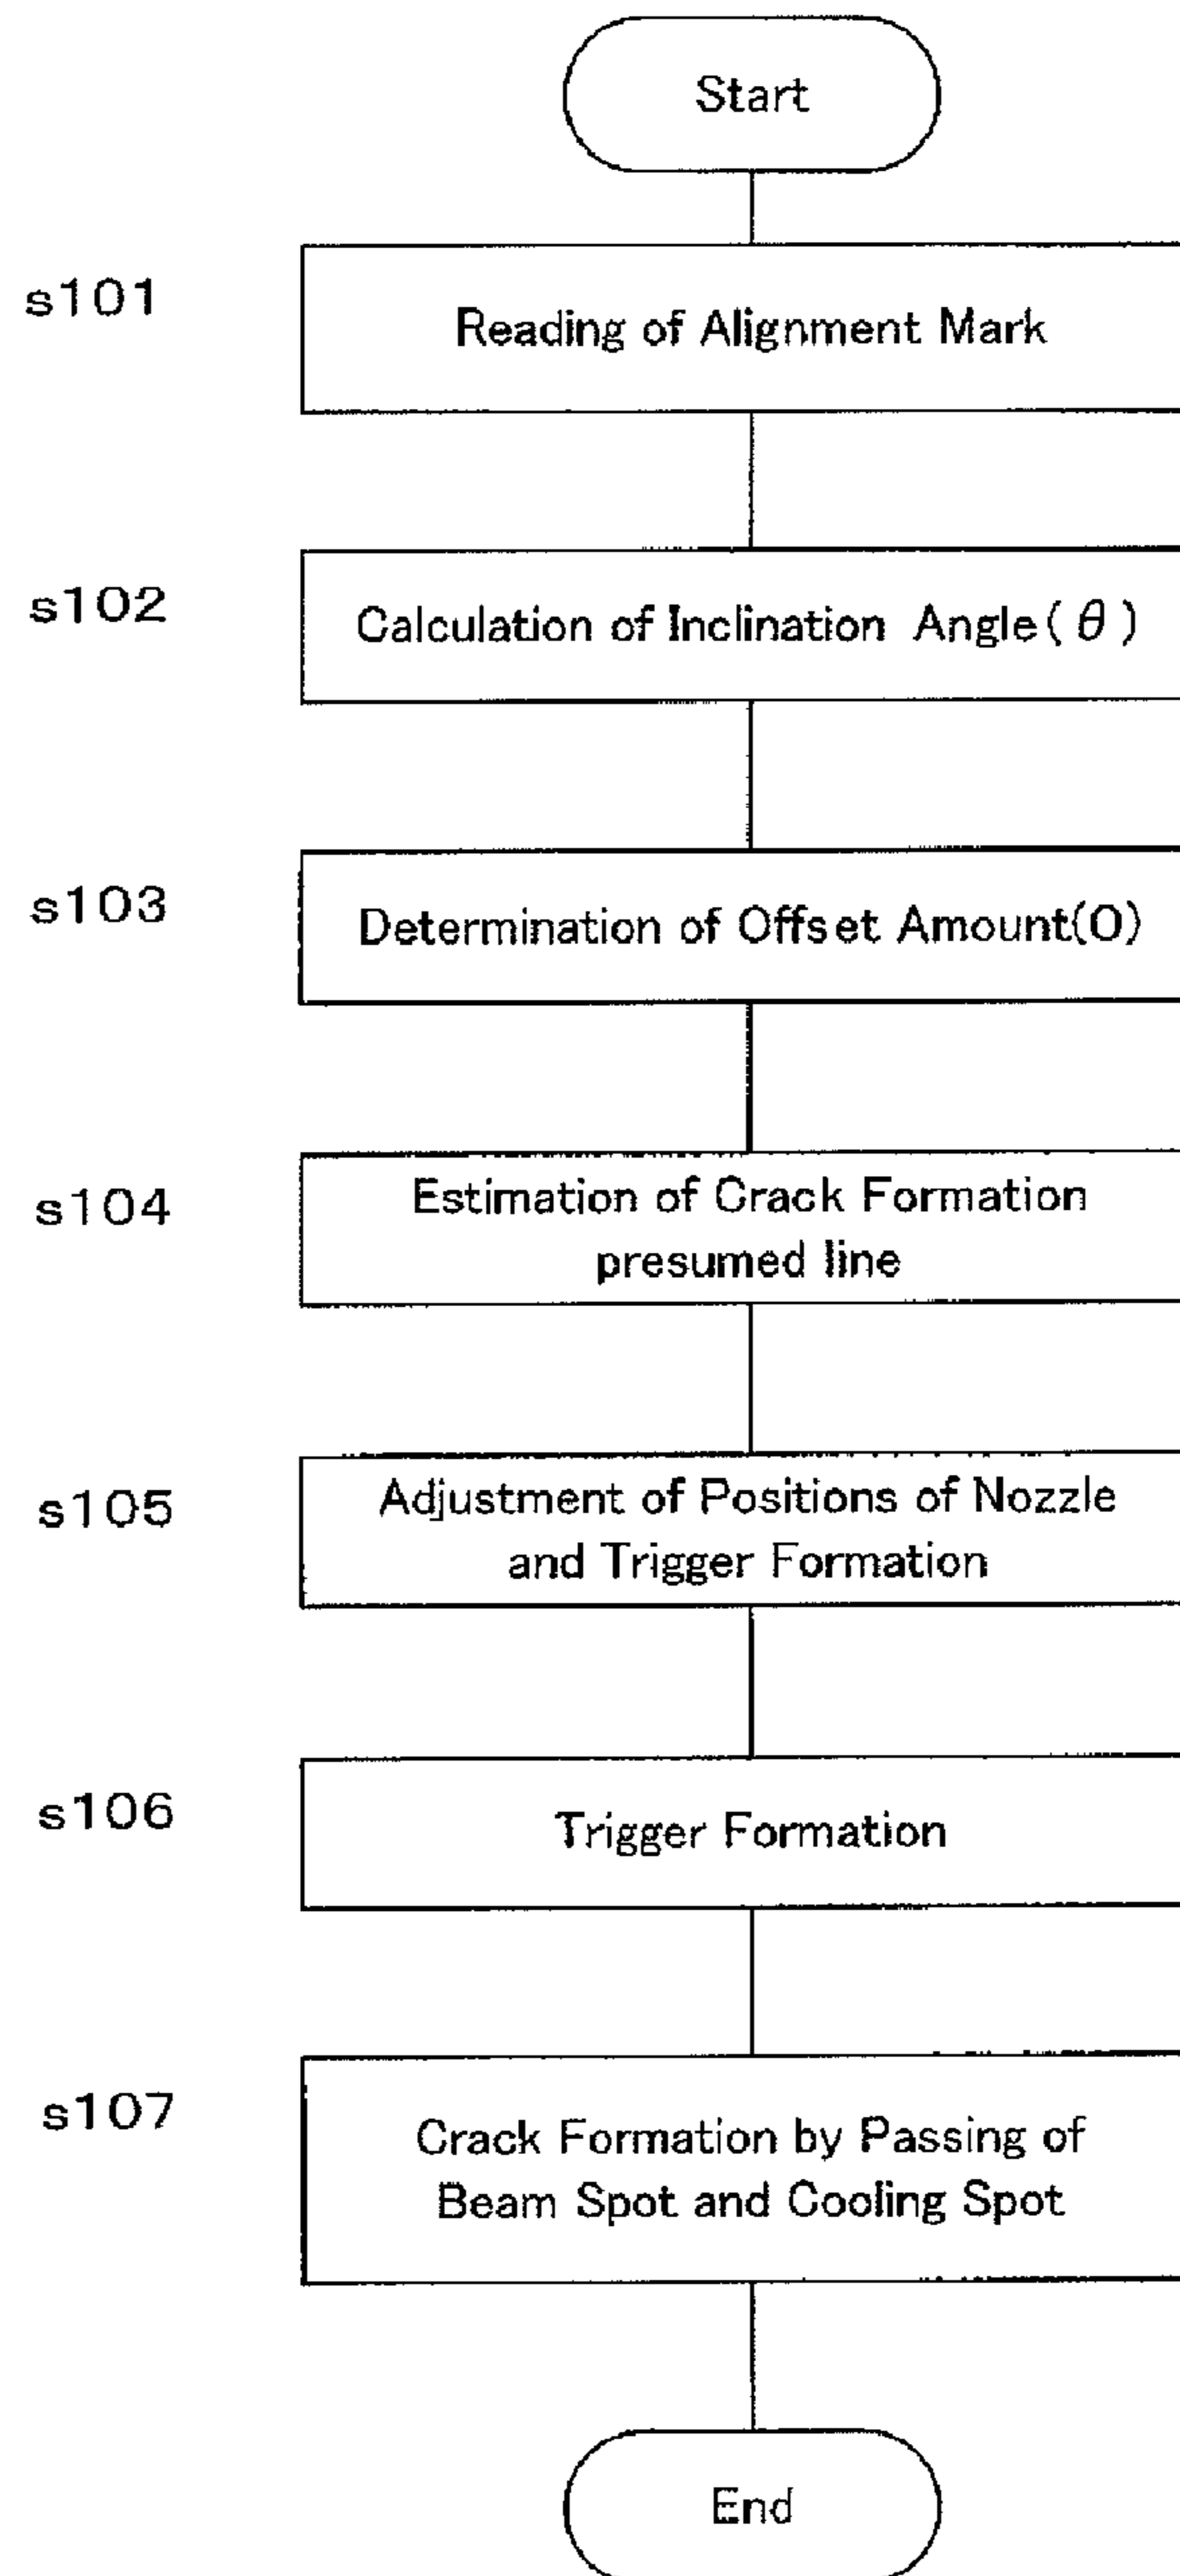 Start
s101
Reading of Alignment Mark
s102
Calculation of Inclination Angle(θ)
s103
Determination of Offset Amount(O)
s104
Estimation of Crack Formation
presumed line
s105
Adjustment of Positions of Nozzle
and Trigger Formation
s106
Trigger Formation
s107
Crack Formation by Passing of
Beam Spot and Cooling Spot
End